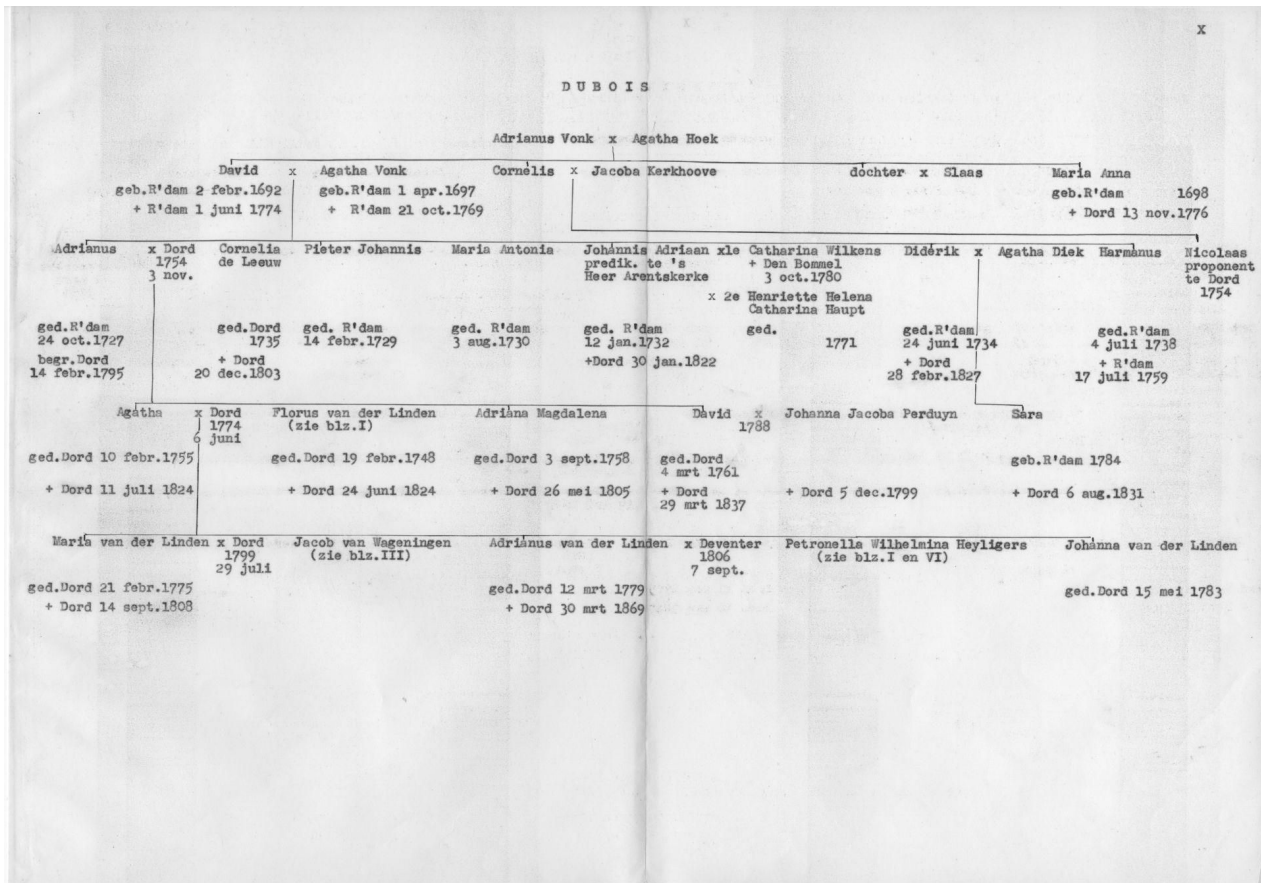 X
DUBOIS
Adrianus Vonk x Agatha Hoek
David x Agatha Vonk Cornelis x Jacoba Kerkhoove dochter x Slaas Maria Anna
geb.R'dam 2 febr.1692 geb.R'dam 1 apr.1697 geb.R'dam 1698
+ R'dam 1 juni 1774 + R'dam 21 oct.1769 + Dord 13 nov.1776
Adrianus x Dord Cornelia Pieter Johannis Maria Antonia Johannis Adriaan x1e Catharina Wilkens Diderik x Agatha Diek Harmanus Nicolaas
1754 de Leeuw predik. te 's + Den Bommel proponent
3 nov. Heer Arentskerke 3 oct.1780 te Dord
x 2e Henriette Helena 1754
Catharina Haupt
ged.R'dam ged.Dord ged. R'dam ged. R'dam ged. R'dam ged. ged.R'dam ged.R'dam
24 oct.1727 1735 14 febr.1729 3 aug.1730 12 jan.1732 1771 24 juni 1734 4 juli 1738
begr.Dord + Dord +Dord 30 jan.1822 + Dord + R'dam
14 febr.1795 20 dec.1803 28 febr.1827 17 juli 1759
Agatha x Dord Florus van der Linden Adriana Magdalena David x Johanna Jacoba Perduyn Sara
1774 (zie blz.I) 1788
6 juni
ged.Dord 10 febr.1755 ged.Dord 19 febr.1748 ged.Dord 3 sept.1758 ged.Dord geb.R'dam 1784
4 mrt 1761
+ Dord 11 juli 1824 + Dord 24 juni 1824 + Dord 26 mei 1805 + Dord + Dord 5 dec.1799 + Dord 6 aug.1831
29 mrt 1837
Maria van der Linden x Dord Jacob van Wageningen Adrianus van der Linden x Deventer Petronella Wilhelmina Heyligers Johanna van der Linden
1799 (zie blz.III) 1806 (zie blz.I en VI)
29 juli 7 sept.
ged.Dord 21 febr.1775 ged.Dord 12 mrt 1779 ged.Dord 15 mei 1783
+ Dord 14 sept.1808 + Dord 30 mrt 1869